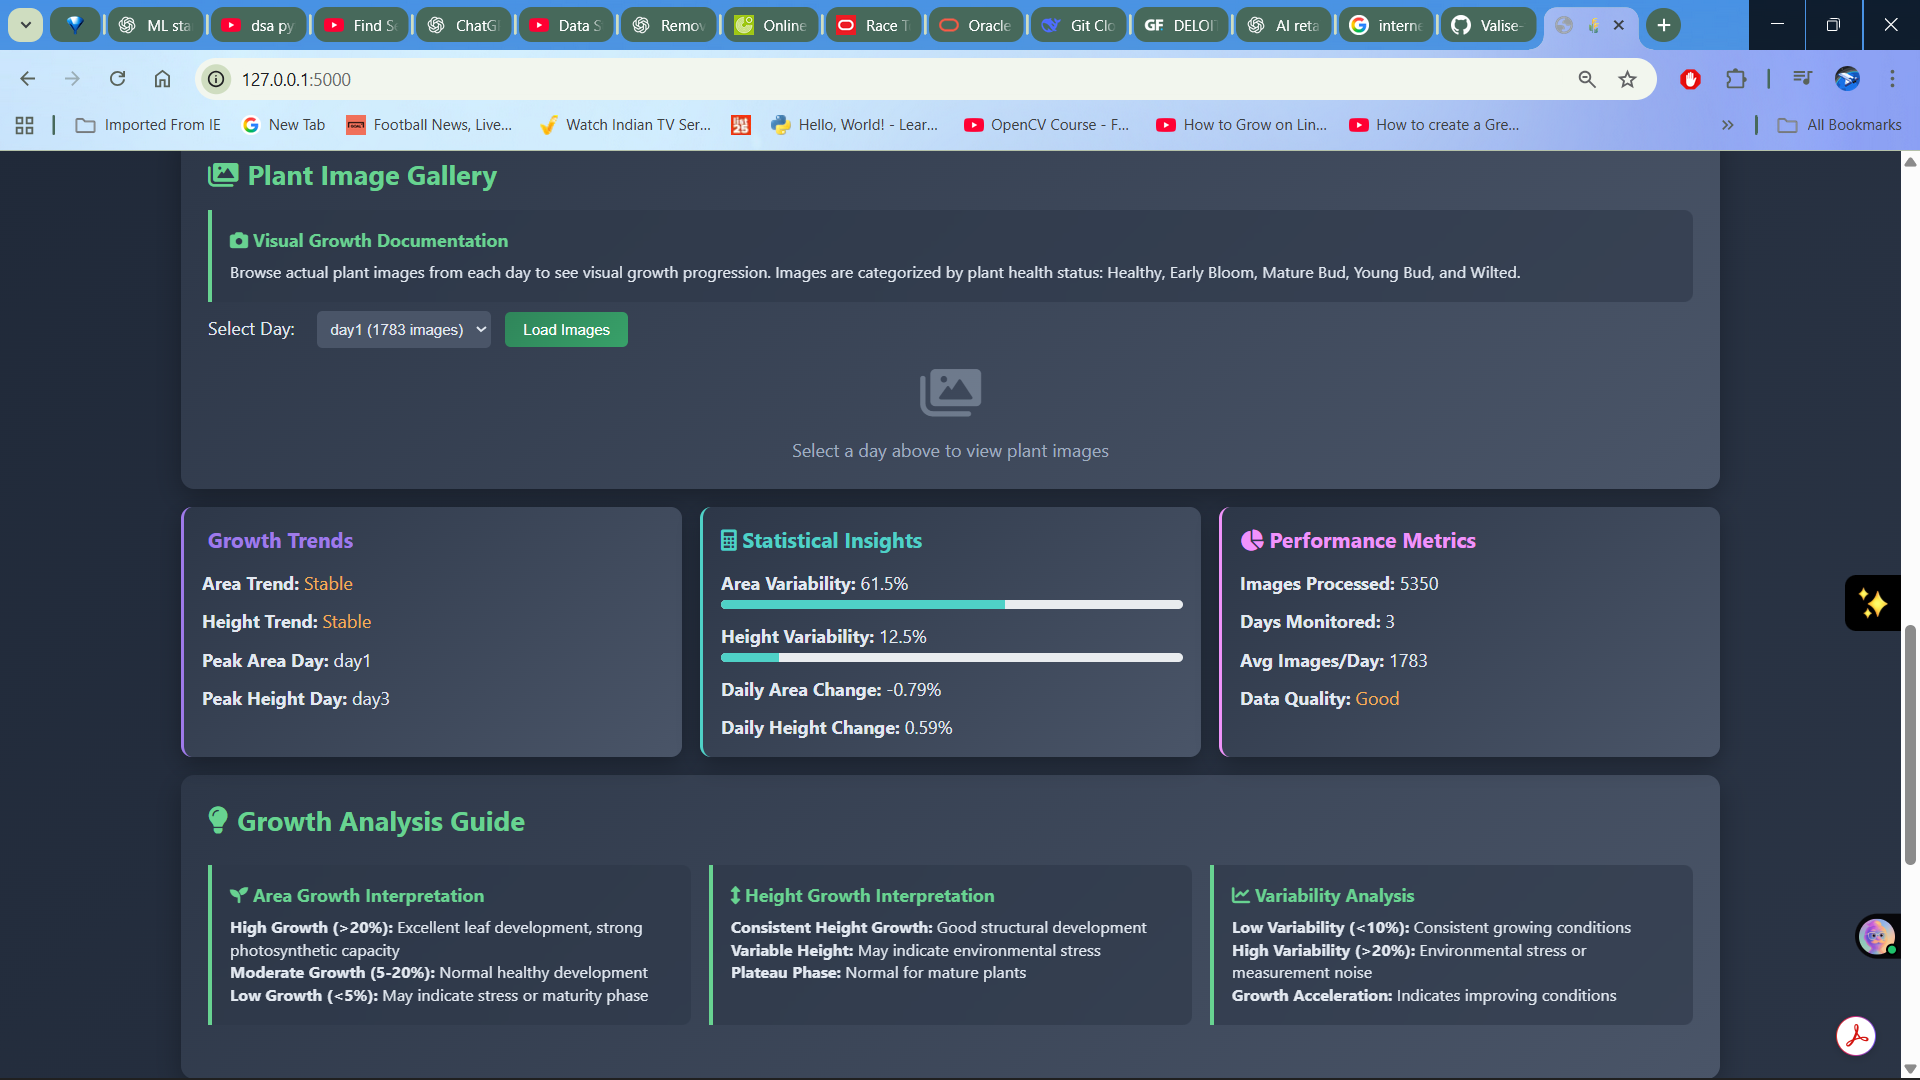 ML sta
dsa py
Find Se
ChatG
Data S
Remov
Online
Race T
Oracle
Git Clo
GF DELOI
AI reta
interne
Valise-
127.0.0.1:5000
Imported From IE
New Tab
Football News, Live...
Watch Indian TV Ser...
list 25
Hello, World! - Lear...
OpenCV Course - F...
How to Grow on Lin...
How to create a Gre...
All Bookmarks
Plant Image Gallery
Visual Growth Documentation
Browse actual plant images from each day to see visual growth progression. Images are categorized by plant health status: Healthy, Early Bloom, Mature Bud, Young Bud, and Wilted.
Select Day:
day1 (1783 images)
Load Images
Select a day above to view plant images
Growth Trends
Area Trend: Stable
Height Trend: Stable
Peak Area Day: day1
Peak Height Day: day3
Statistical Insights
Area Variability: 61.5%
Height Variability: 12.5%
Daily Area Change: -0.79%
Daily Height Change: 0.59%
Performance Metrics
Images Processed: 5350
Days Monitored: 3
Avg Images/Day: 1783
Data Quality: Good
Growth Analysis Guide
Area Growth Interpretation
High Growth (>20%): Excellent leaf development, strong
photosynthetic capacity
Moderate Growth (5-20%): Normal healthy development
Low Growth (<5%): May indicate stress or maturity phase
Height Growth Interpretation
Consistent Height Growth: Good structural development
Variable Height: May indicate environmental stress
Plateau Phase: Normal for mature plants
Variability Analysis
Low Variability (<10%): Consistent growing conditions
High Variability (>20%): Environmental stress or
measurement noise
Growth Acceleration: Indicates improving conditions